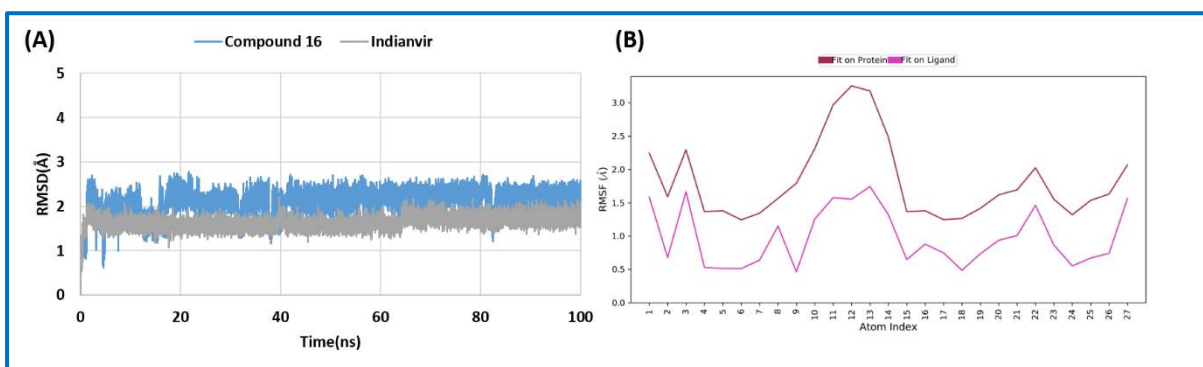 (A)
Compound 16 Indianvir
5
4
3
2
1
0
RMSD(Å)
0 20 40 60 80 100
Time(ns)
(B)
Fit on Protein Fit on Ligand
3.0
2.5
2.0
1.5
1.0
0.5
0.0
RMSF (Å)
1 2 3 4 5 6 7 8 9 10 11 12 13 14 15 16 17 18 19 20 21 22 23 24 25 26 27
Atom Index